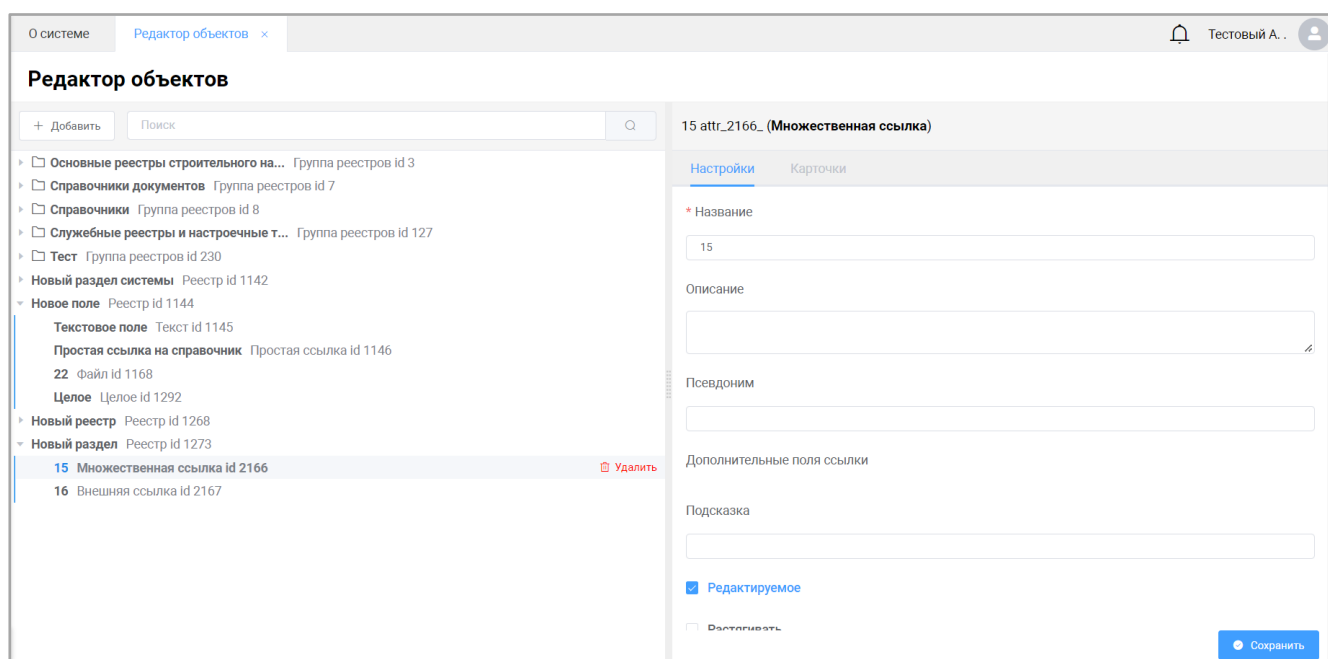 О системе
Редактор объектов ×
Тестовый А. .
Редактор объектов
+ Добавить
Поиск
Основные реестры строительного на... Группа реестров id 3
Справочники документов Группа реестров id 7
Справочники Группа реестров id 8
Служебные реестры и настроечные т... Группа реестров id 127
Тест Группа реестров id 230
Новый раздел системы Реестр id 1142
Новое поле Реестр id 1144
Текстовое поле Текст id 1145
Простая ссылка на справочник Простая ссылка id 1146
22 Файл id 1168
Целое Целое id 1292
Новый реестр Реестр id 1268
Новый раздел Реестр id 1273
15 Множественная ссылка id 2166 Удалить
16 Внешняя ссылка id 2167
15 attr_2166_ (Множественная ссылка)
Настройки Карточки
* Название
15
Описание
Псевдоним
Дополнительные поля ссылки
Подсказка
Редактируемое
Растягивать
Сохранить